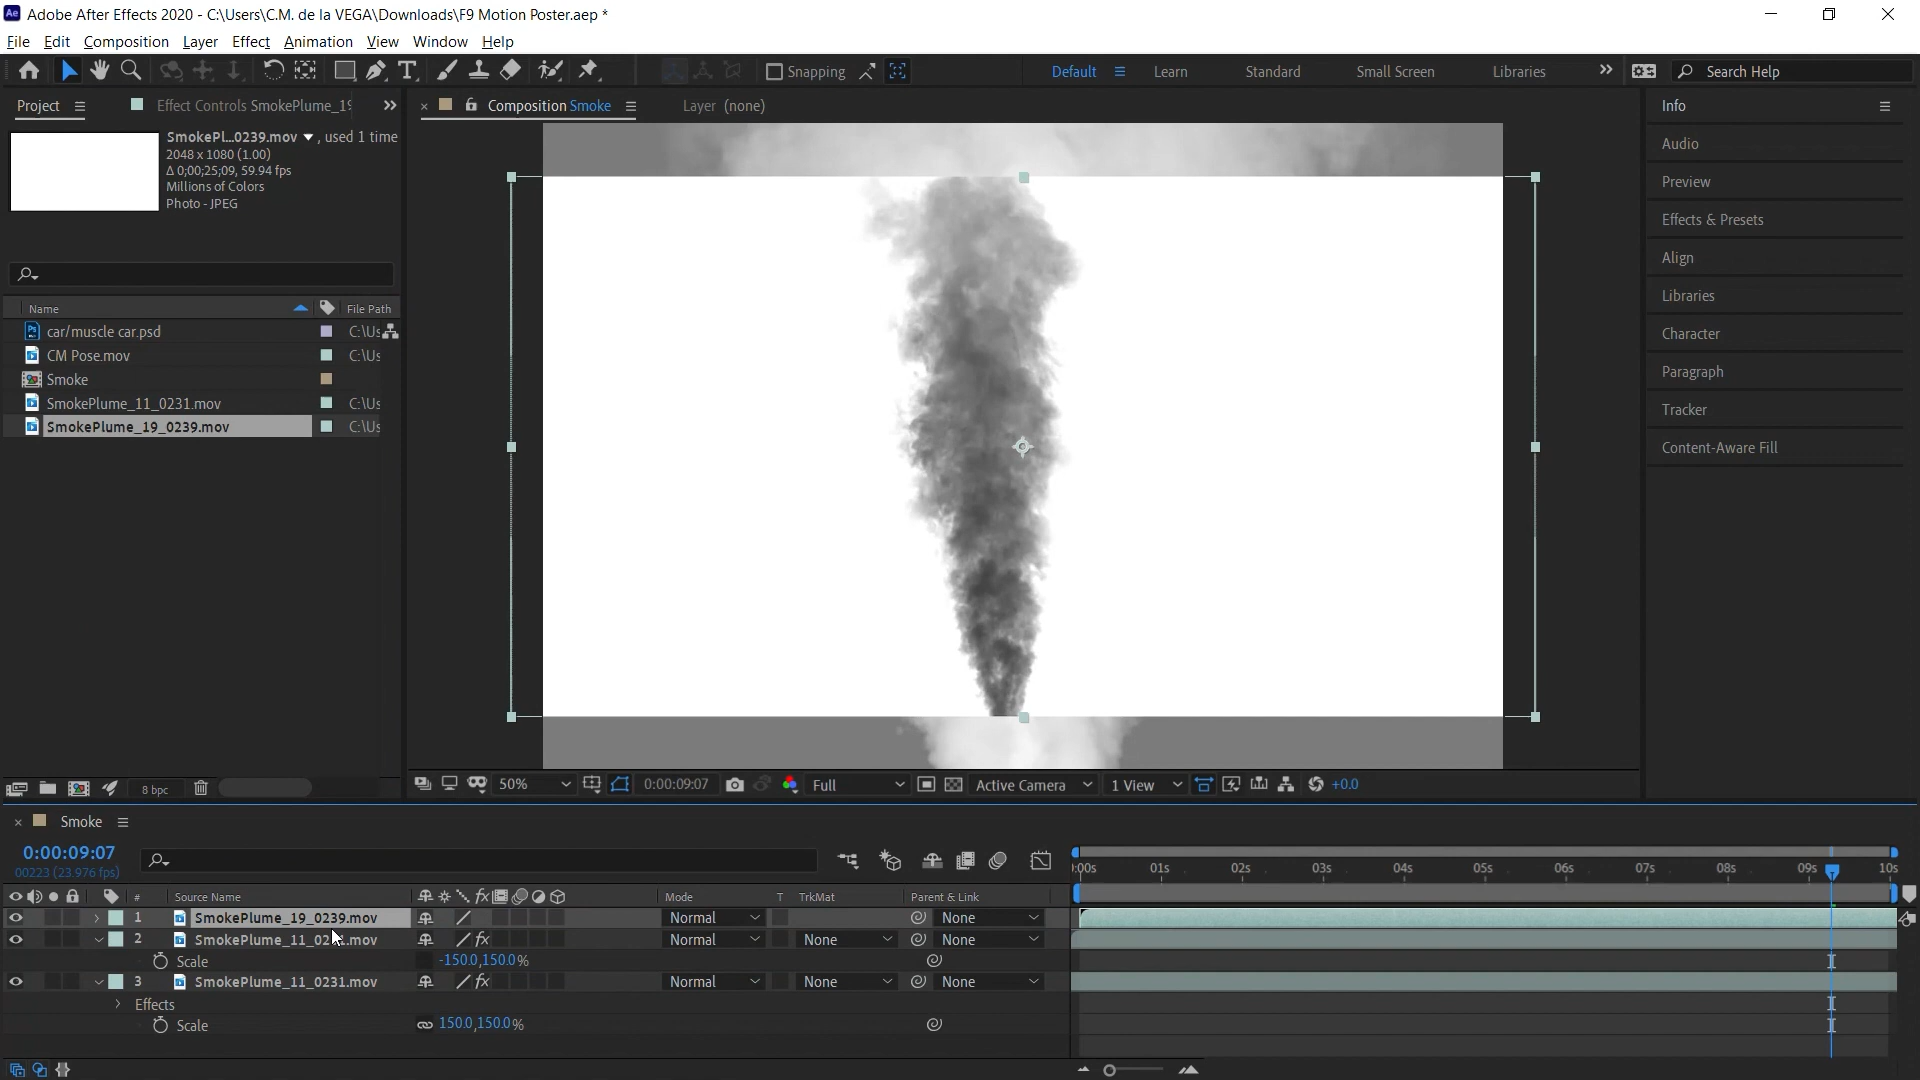 Adobe After Effects 2020 - C:\Users\C.M. de la VEGA\Downloads\F9 Motion Poster.aep *
File Edit Composition Layer Effect Animation View Window Help
Snapping Default Learn Standard Small Screen Libraries Search Help
Project Effect Controls SmokePlume_19 Composition Smoke Layer (none) Info
SmokePl...0239.mov , used 1 time
2048 x 1080 (1.00)
Δ 0;00;25;09, 59.94 fps
Millions of Colors
Photo - JPEG
Name File Path
car/muscle car.psd C:\Us
CM Pose.mov C:\Us
Smoke
SmokePlume_11_0231.mov C:\Us
SmokePlume_19_0239.mov C:\Us
Audio
Preview
Effects & Presets
Align
Libraries
Character
Paragraph
Tracker
Content-Aware Fill
8 bpc 50% 0:00:09:07 Full Active Camera 1 View +0.0
Smoke
0:00:09:07
00223 (23.976 fps)
:00s 01s 02s 03s 04s 05s 06s 07s 08s 09s 10s
# Source Name Mode T TrkMat Parent & Link
1 SmokePlume_19_0239.mov Normal None
2 SmokePlume_11_02 .mov Normal None None
Scale -150.0,150.0%
3 SmokePlume_11_0231.mov Normal None None
Effects
Scale 150.0,150.0%